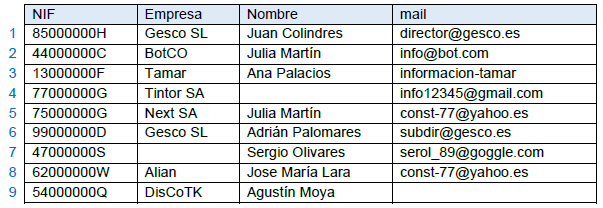 NIF Empresa Nombre mail
1 85000000H Gesco SL Juan Colindres director@gesco.es
2 44000000C BotCO Julia Martín info@bot.com
3 13000000F Tamar Ana Palacios informacion-tamar
4 77000000G Tintor SA info12345@gmail.com
5 75000000G Next SA Julia Martín const-77@yahoo.es
6 99000000D Gesco SL Adrián Palomares subdir@gesco.es
7 47000000S Sergio Olivares serol_89@goggle.com
8 62000000W Alian Jose María Lara const-77@yahoo.es
9 54000000Q DisCoTK Agustín Moya